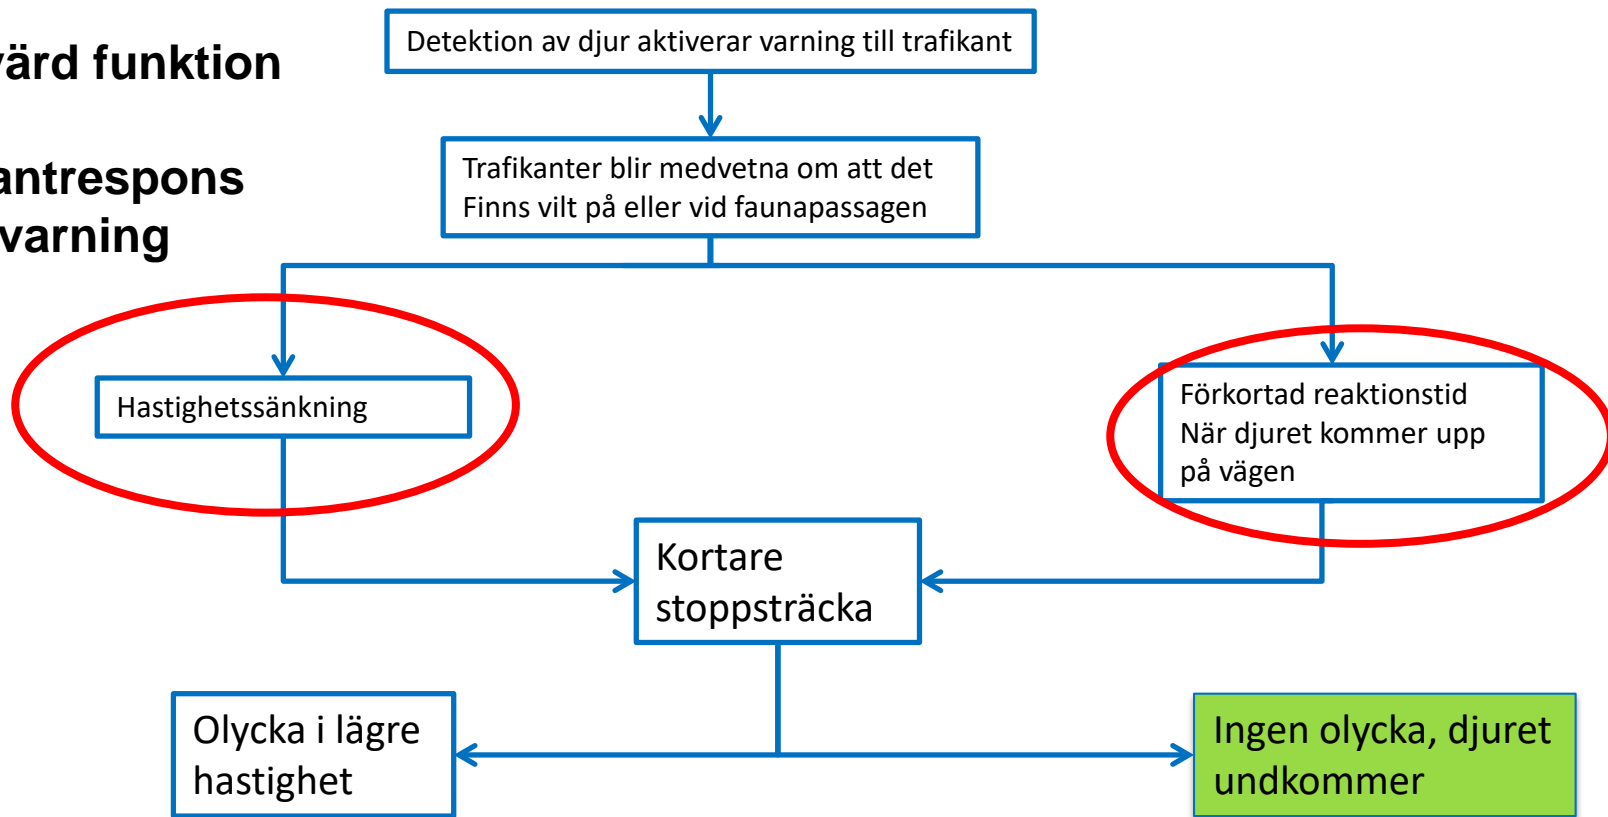 värd funktion
antrespons
varning
Detektion av djur aktiverar varning till trafikant
Trafikanter blir medvetna om att det
Finns vilt på eller vid faunapassagen
Hastighetssänkning
Förkortad reaktionstid
När djuret kommer upp
på vägen
Kortare
stoppsträcka
Olycka i lägre
hastighet
Ingen olycka, djuret
undkommer